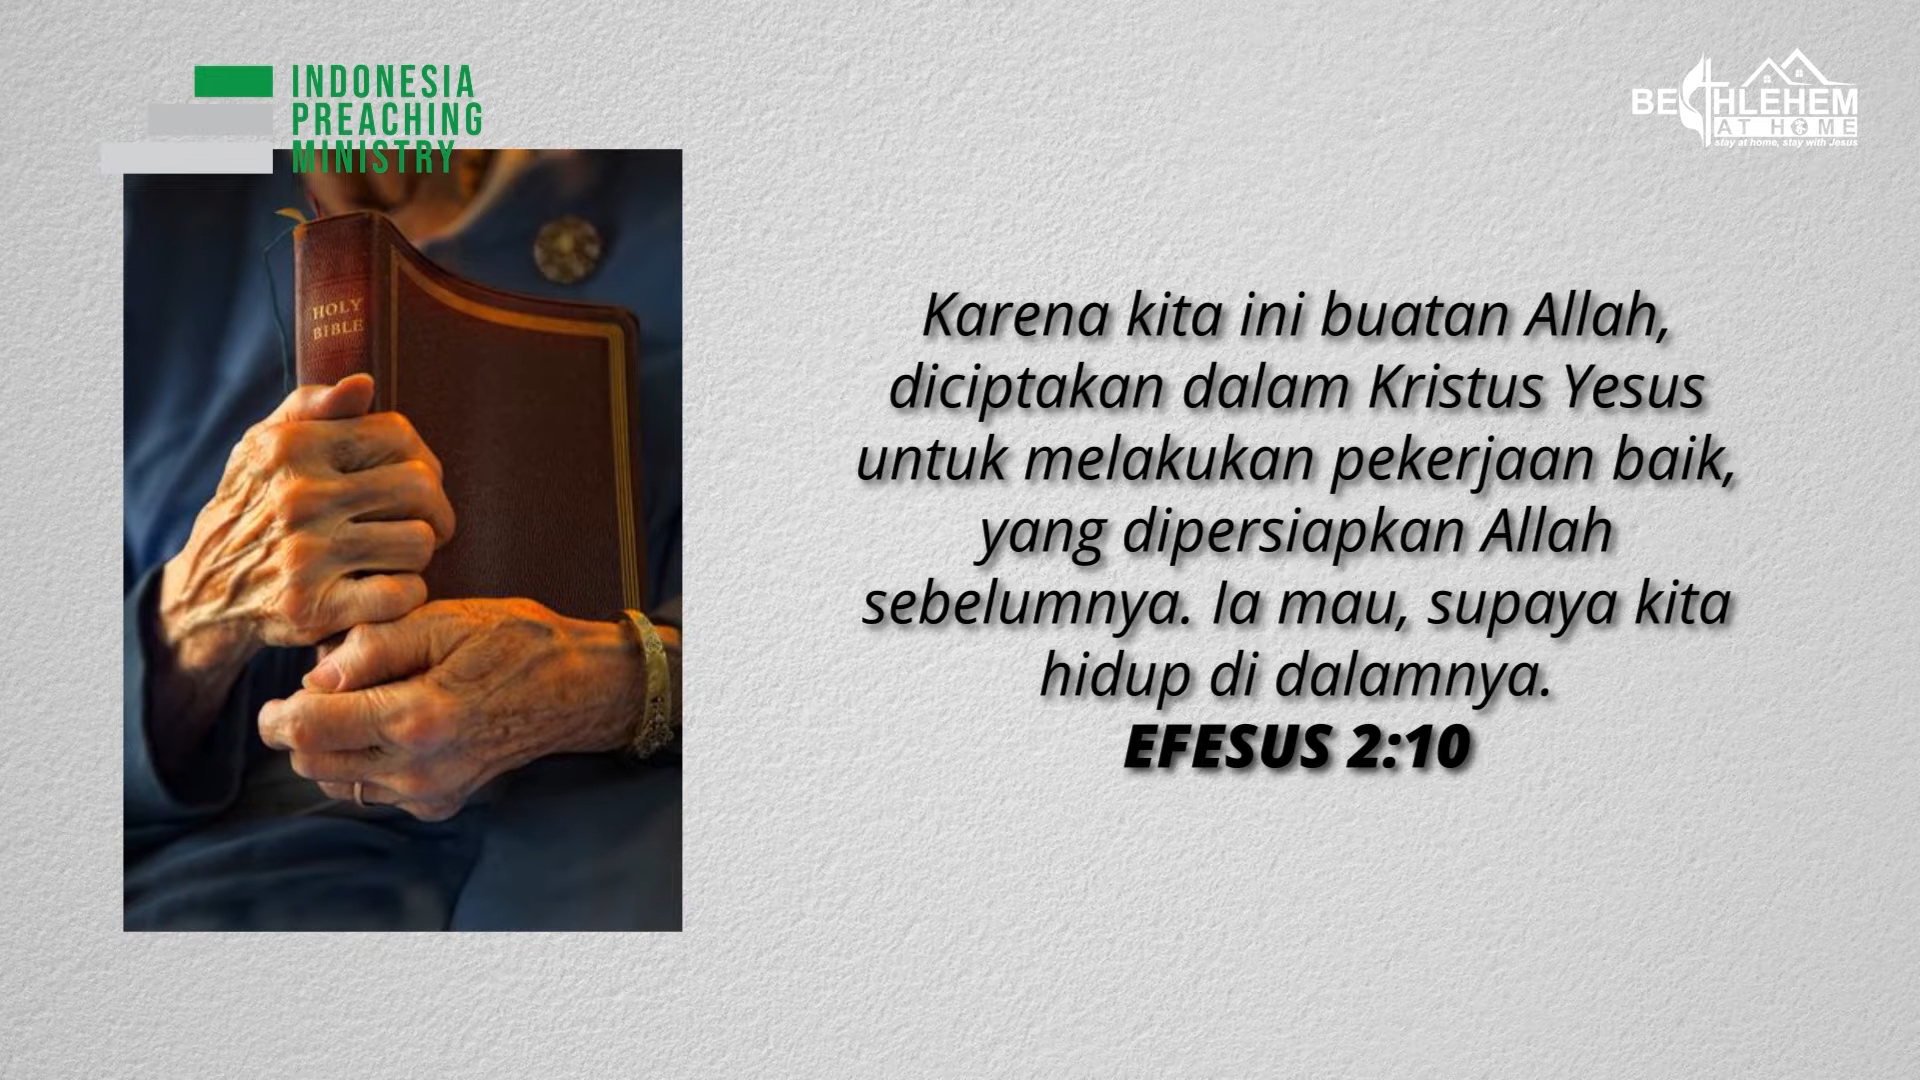 INDONESIA
PREACHING
MINISTRY
BETHLEHEM
AT HOME
stay at home, stay with Jesus
HOLY
BIBLE
Karena kita ini buatan Allah,
diciptakan dalam Kristus Yesus
untuk melakukan pekerjaan baik,
yang dipersiapkan Allah
sebelumnya. Ia mau, supaya kita
hidup di dalamnya.
EFESUS 2:10